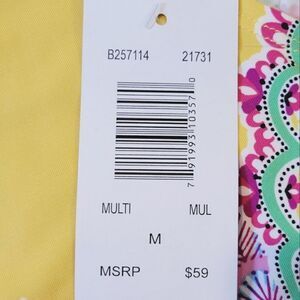 B257114 21731
7 91993 10357 0
MULTI MUL
M
MSRP $59